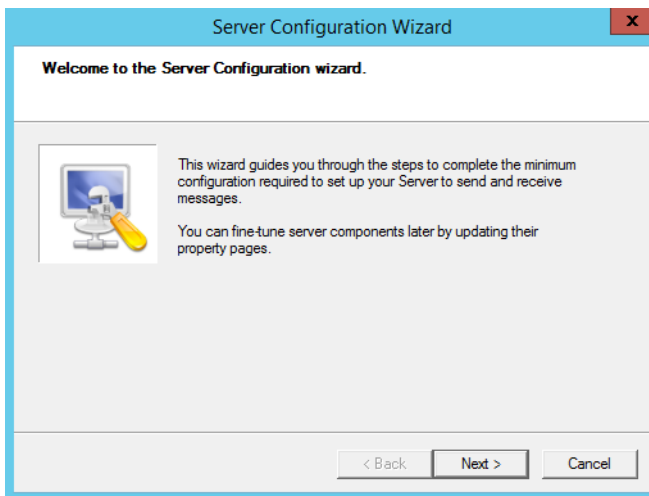 Server Configuration Wizard
x
Welcome to the Server Configuration wizard.
This wizard guides you through the steps to complete the minimum
configuration required to set up your Server to send and receive
messages.
You can fine-tune server components later by updating their
property pages.
< Back Next > Cancel